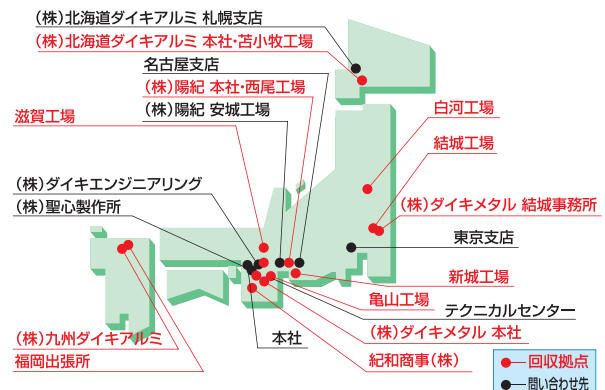 (株)北海道ダイキアルミ 札幌支店
(株)北海道ダイキアルミ 本社・苫小牧工場
名古屋支店
(株)陽紀 本社・西尾工場
(株)陽紀 安城工場
滋賀工場
白河工場
結城工場
(株)ダイキエンジニアリング
(株)聖心製作所
(株)ダイキメタル 結城事務所
東京支店
新城工場
亀山工場
テクニカルセンター
(株)九州ダイキアルミ
福岡出張所
本社
(株)ダイキメタル 本社
紀和商事(株)
回収拠点
問い合わせ先